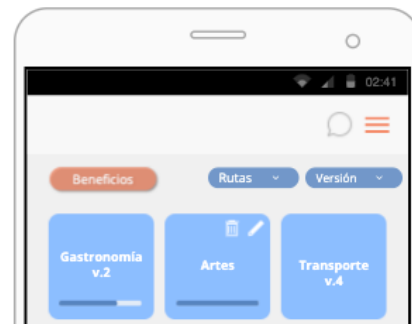 02:41
Beneficios
Rutas
Versión
Gastronomía
v.2
Artes
Transporte
v.4